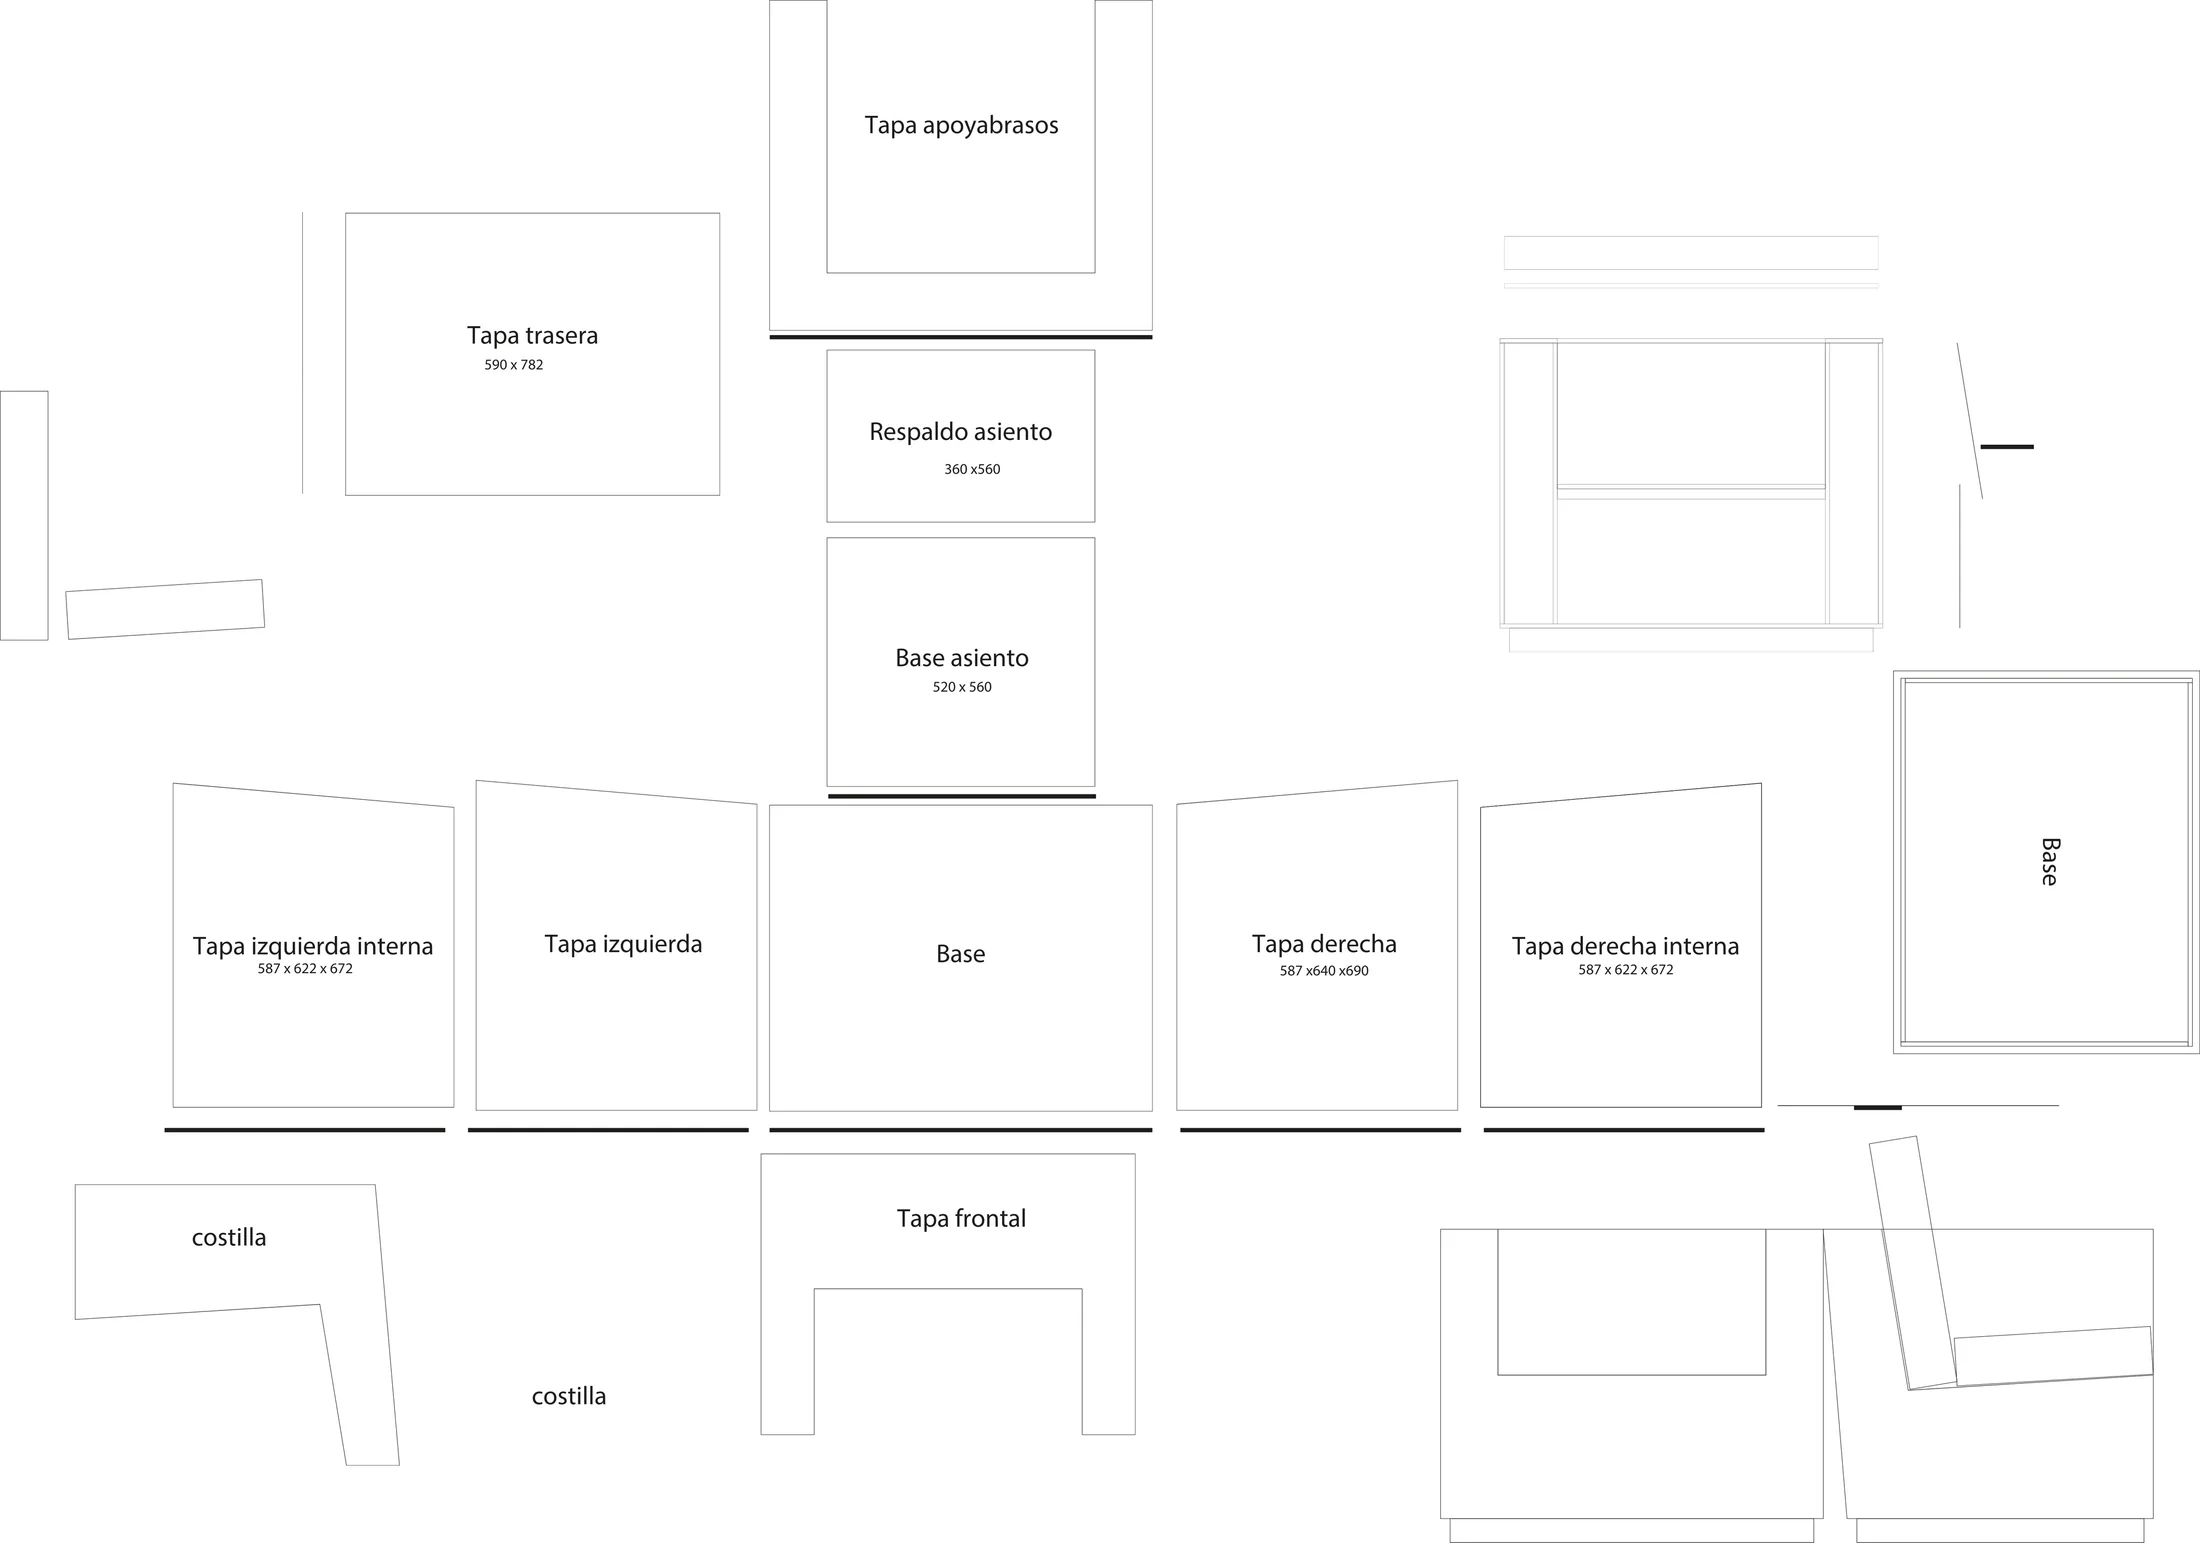 Tapa apoyabrasos
Tapa trasera
590 x 782
Respaldo asiento
360 x560
Base asiento
520 x 560
Tapa izquierda interna
587 x 622 x 672
Tapa izquierda
Base
Tapa derecha
587 x640 x690
Tapa derecha interna
587 x 622 x 672
Base
costilla
Tapa frontal
costilla